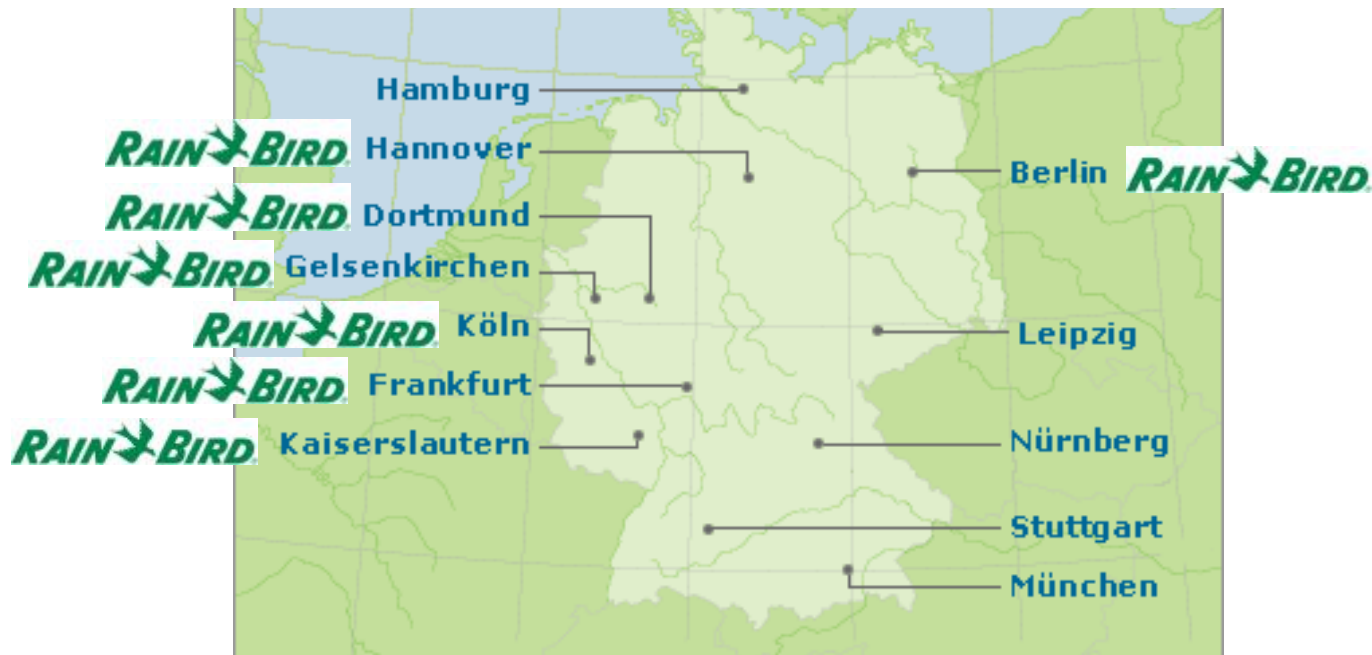 Hamburg
RAIN BIRD Hannover
Berlin RAIN BIRD
RAIN BIRD Dortmund
RAIN BIRD Gelsenkirchen
RAIN BIRD Köln
Leipzig
RAIN BIRD Frankfurt
RAIN BIRD Kaiserslautern
Nürnberg
Stuttgart
München